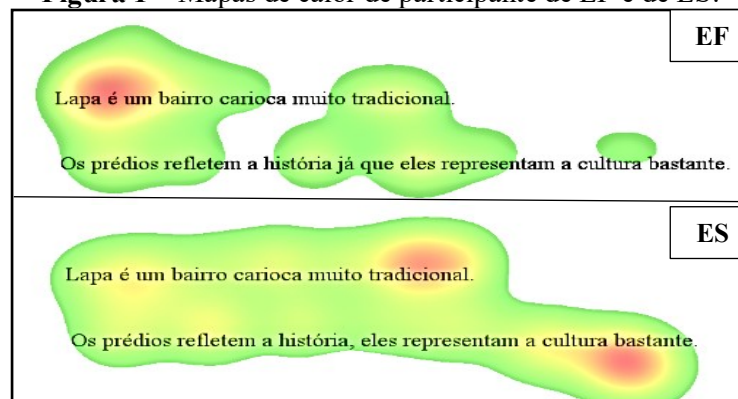 Figura 1 – Mapas de calor de participante de EF e de ES.
EF
Lapa é um bairro carioca muito tradicional.
Os prédios refletem a história já que eles representam a cultura bastante.
ES
Lapa é um bairro carioca muito tradicional.
Os prédios refletem a história, eles representam a cultura bastante.